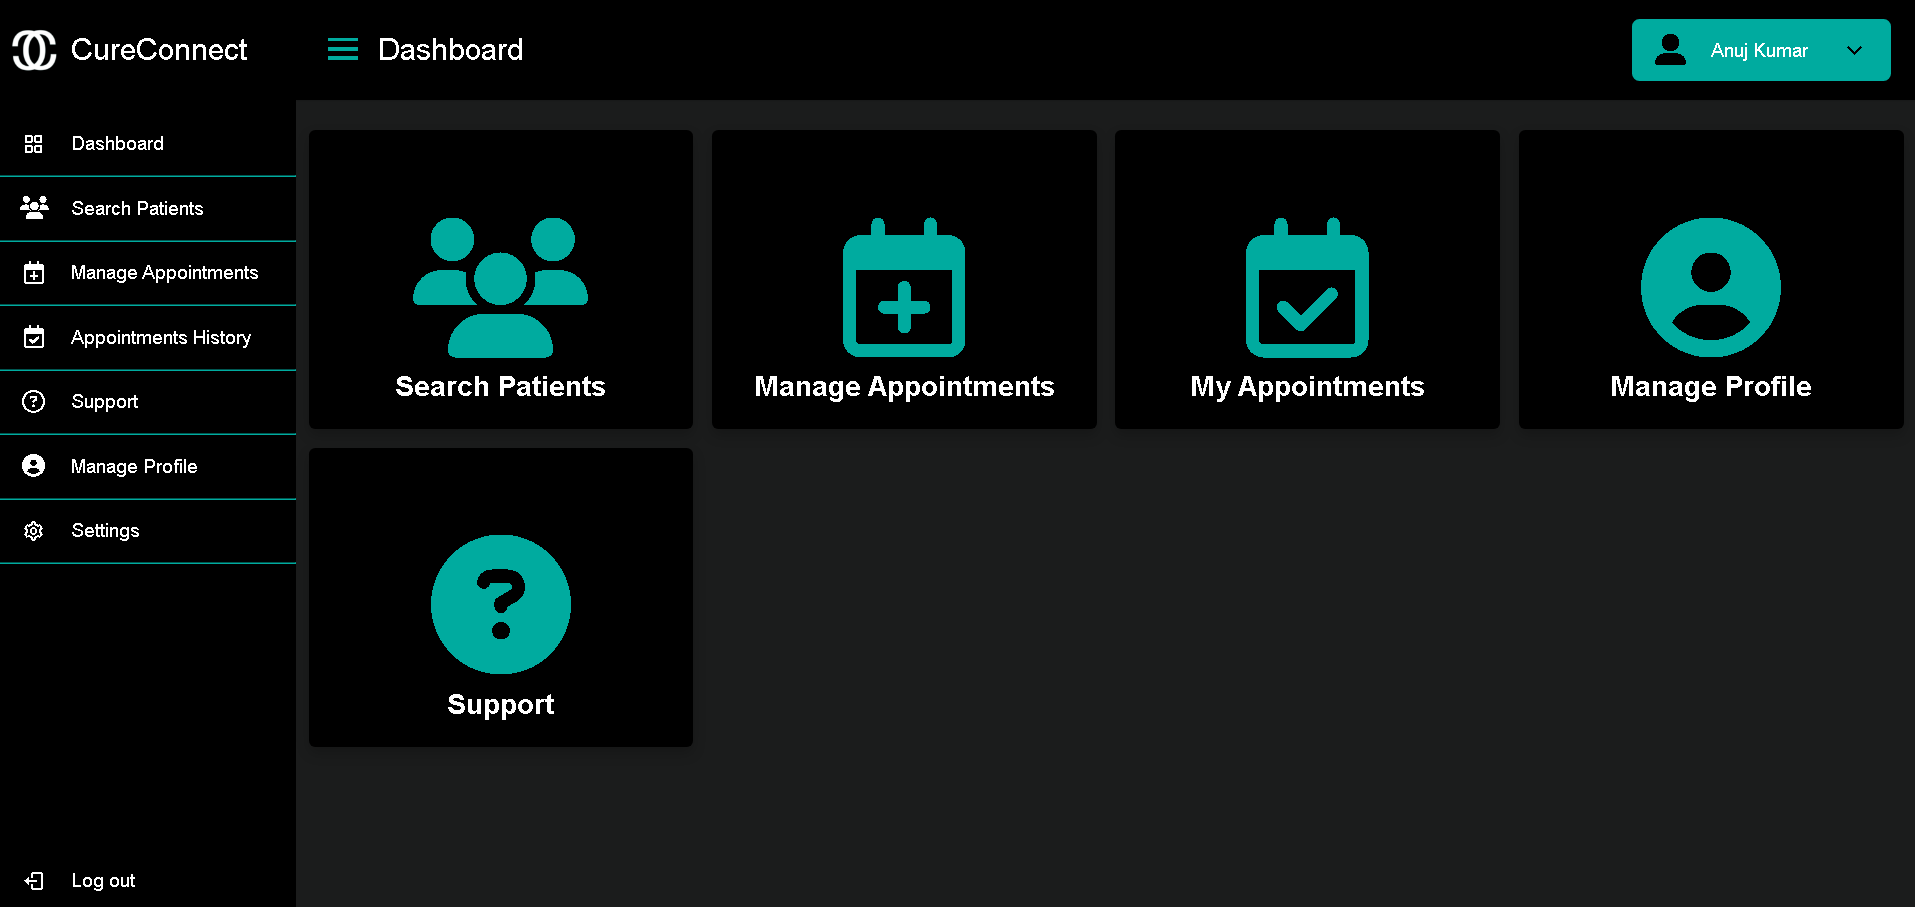 CureConnect
Dashboard
Anuj Kumar
Dashboard
Search Patients
Manage Appointments
Appointments History
Support
Manage Profile
Settings
Log out
Search Patients
Manage Appointments
My Appointments
Manage Profile
Support